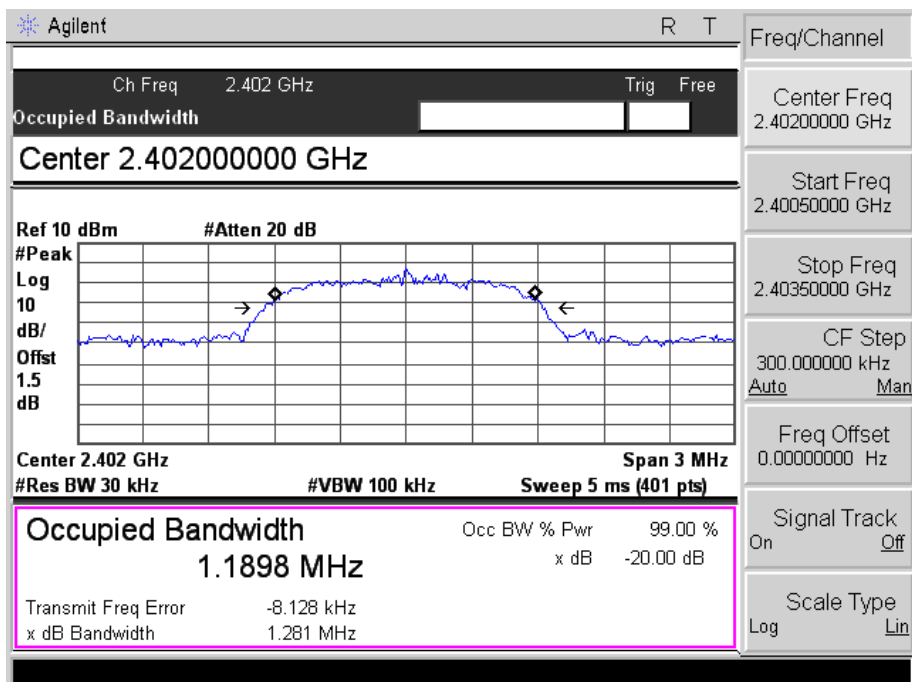 Agilent
R T
Freq/Channel
Ch Freq 2.402 GHz Trig Free
Occupied Bandwidth
Center 2.402000000 GHz
Ref 10 dBm #Atten 20 dB
#Peak
Log
10
dB/
Offst
1.5
dB
Center 2.402 GHz Span 3 MHz
#Res BW 30 kHz #VBW 100 kHz Sweep 5 ms (401 pts)
Occupied Bandwidth
1.1898 MHz
Occ BW % Pwr 99.00 %
x dB -20.00 dB
Transmit Freq Error -8.128 kHz
x dB Bandwidth 1.281 MHz
Center Freq
2.40200000 GHz
Start Freq
2.40050000 GHz
Stop Freq
2.40350000 GHz
CF Step
300.000000 kHz
Auto Man
Freq Offset
0.00000000 Hz
Signal Track
On Off
Scale Type
Log Lin